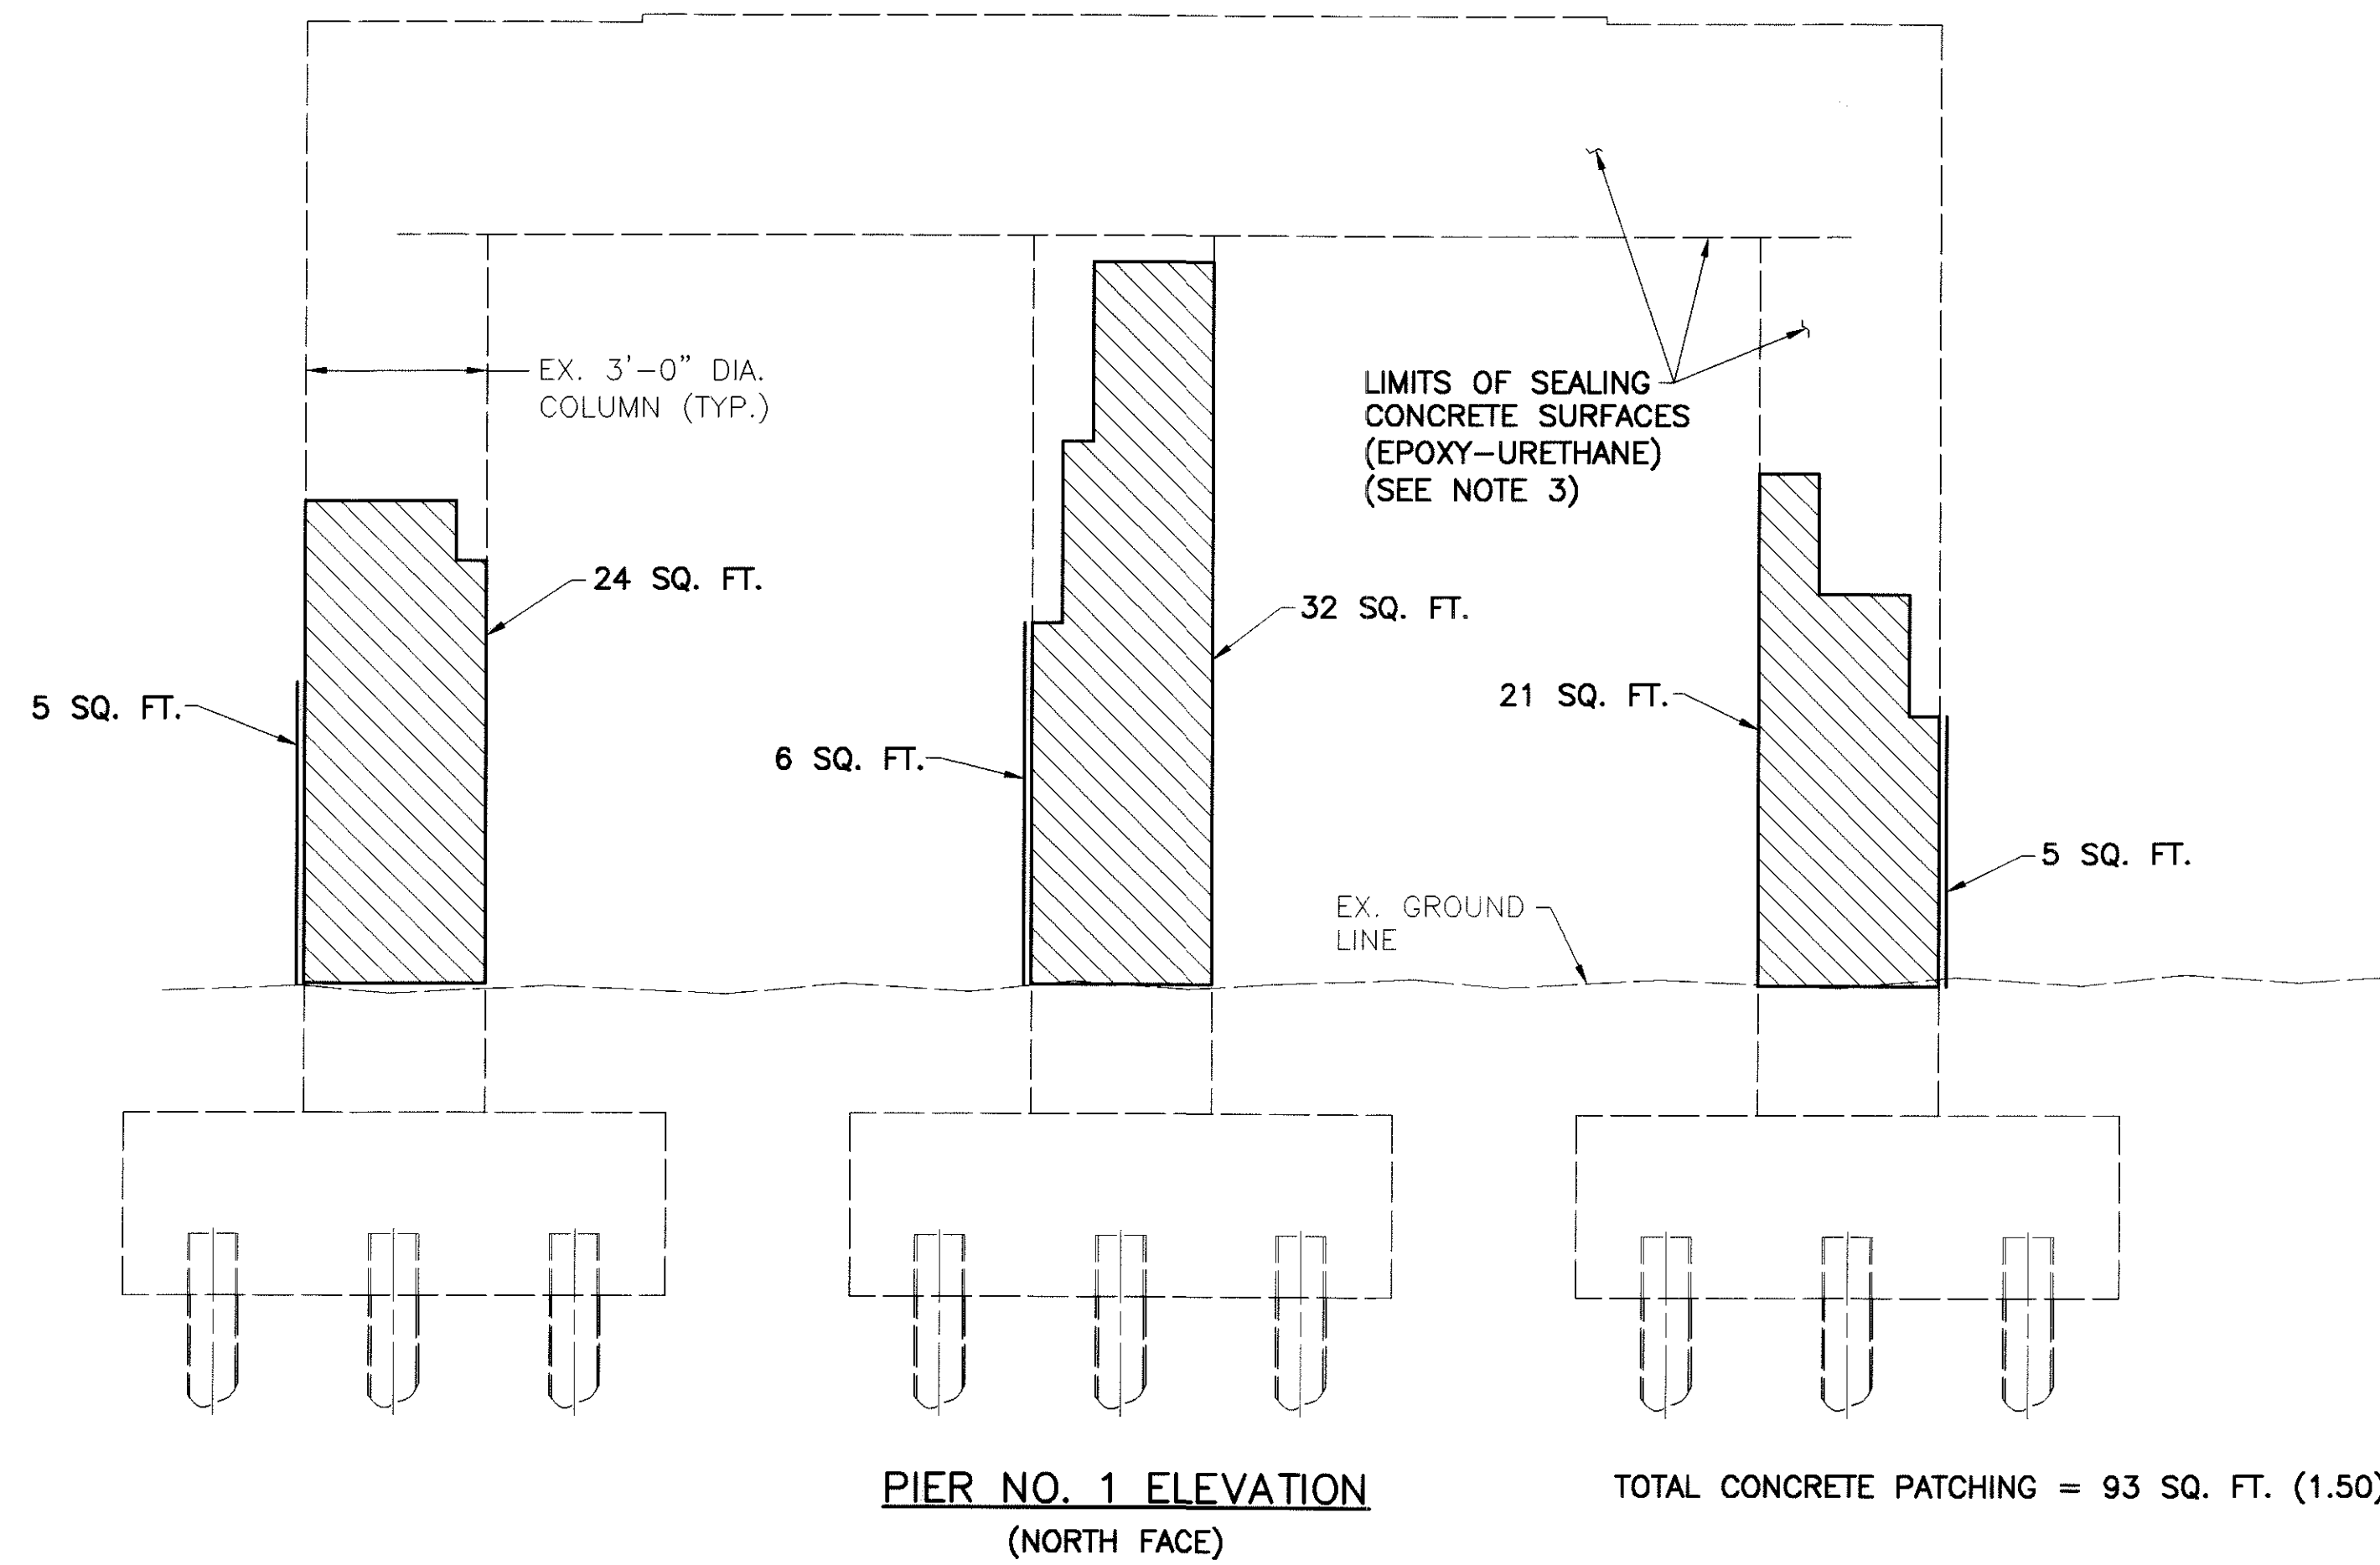 EX. 3'-0" DIA.
COLUMN (TYP.)
LIMITS OF SEALING
CONCRETE SURFACES
(EPOXY-URETHANE)
(SEE NOTE 3)
24 SQ. FT.
32 SQ. FT.
5 SQ. FT.
21 SQ. FT.
6 SQ. FT.
5 SQ. FT.
EX. GROUND
LINE
PIER NO. 1 ELEVATION
(NORTH FACE)
TOTAL CONCRETE PATCHING = 93 SQ. FT. (1.50)